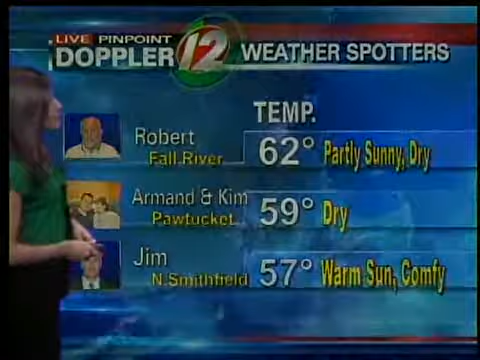 LIVE PINPOINT
DOPPLER 12 WEATHER SPOTTERS
TEMP.
Robert
Fall River
62° Partly Sunny, Dry
Armand & Kim
Pawtucket
59° Dry
Jim
N.Smithfield
57° Warm Sun, Comfy